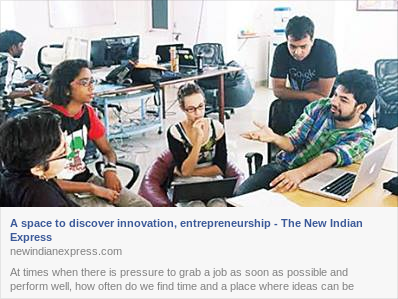 Google
A space to discover innovation, entrepreneurship - The New Indian
Express
newindianexpress.com
At times when there is pressure to grab a job as soon as possible and
perform well, how often do we find time and a place where ideas can be